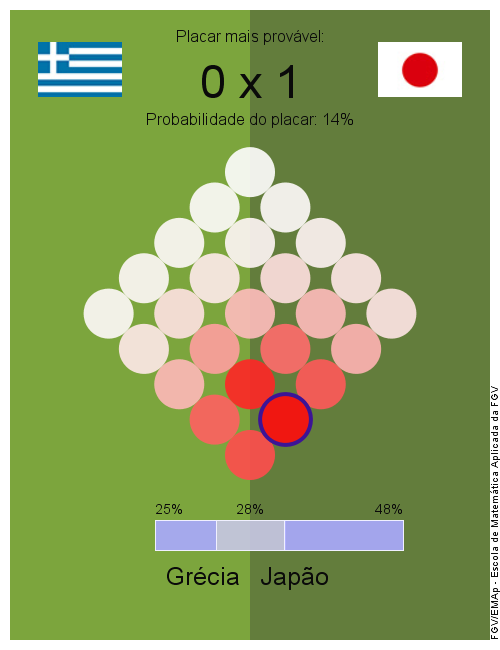 Placar mais provável:
0 x 1
Probabilidade do placar: 14%
25% 28% 48%
Grécia Japão
FGV/EMAp - Escola de Matemática Aplicada da FGV